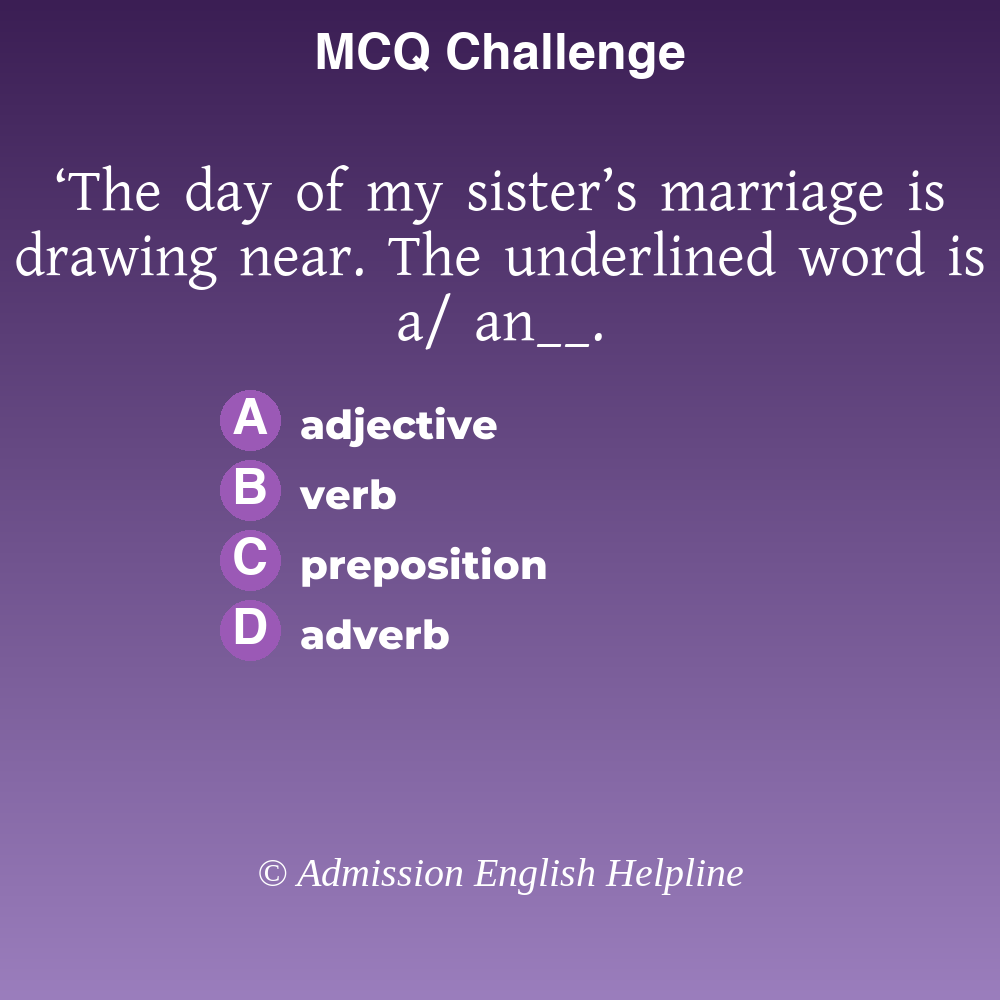 MCQ Challenge
‘The day of my sister’s marriage is
drawing near. The underlined word is
a/ an__.
A adjective
B verb
C preposition
D adverb
© Admission English Helpline